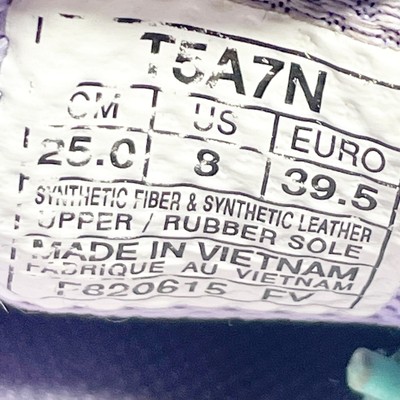 T5A7N
CM US EURO
25.0 8 39.5
SYNTHETIC FIBER & SYNTHETIC LEATHER
UPPER / RUBBER SOLE
MADE IN VIETNAM
FABRIQUE AU VIETNAM
F620615 FV